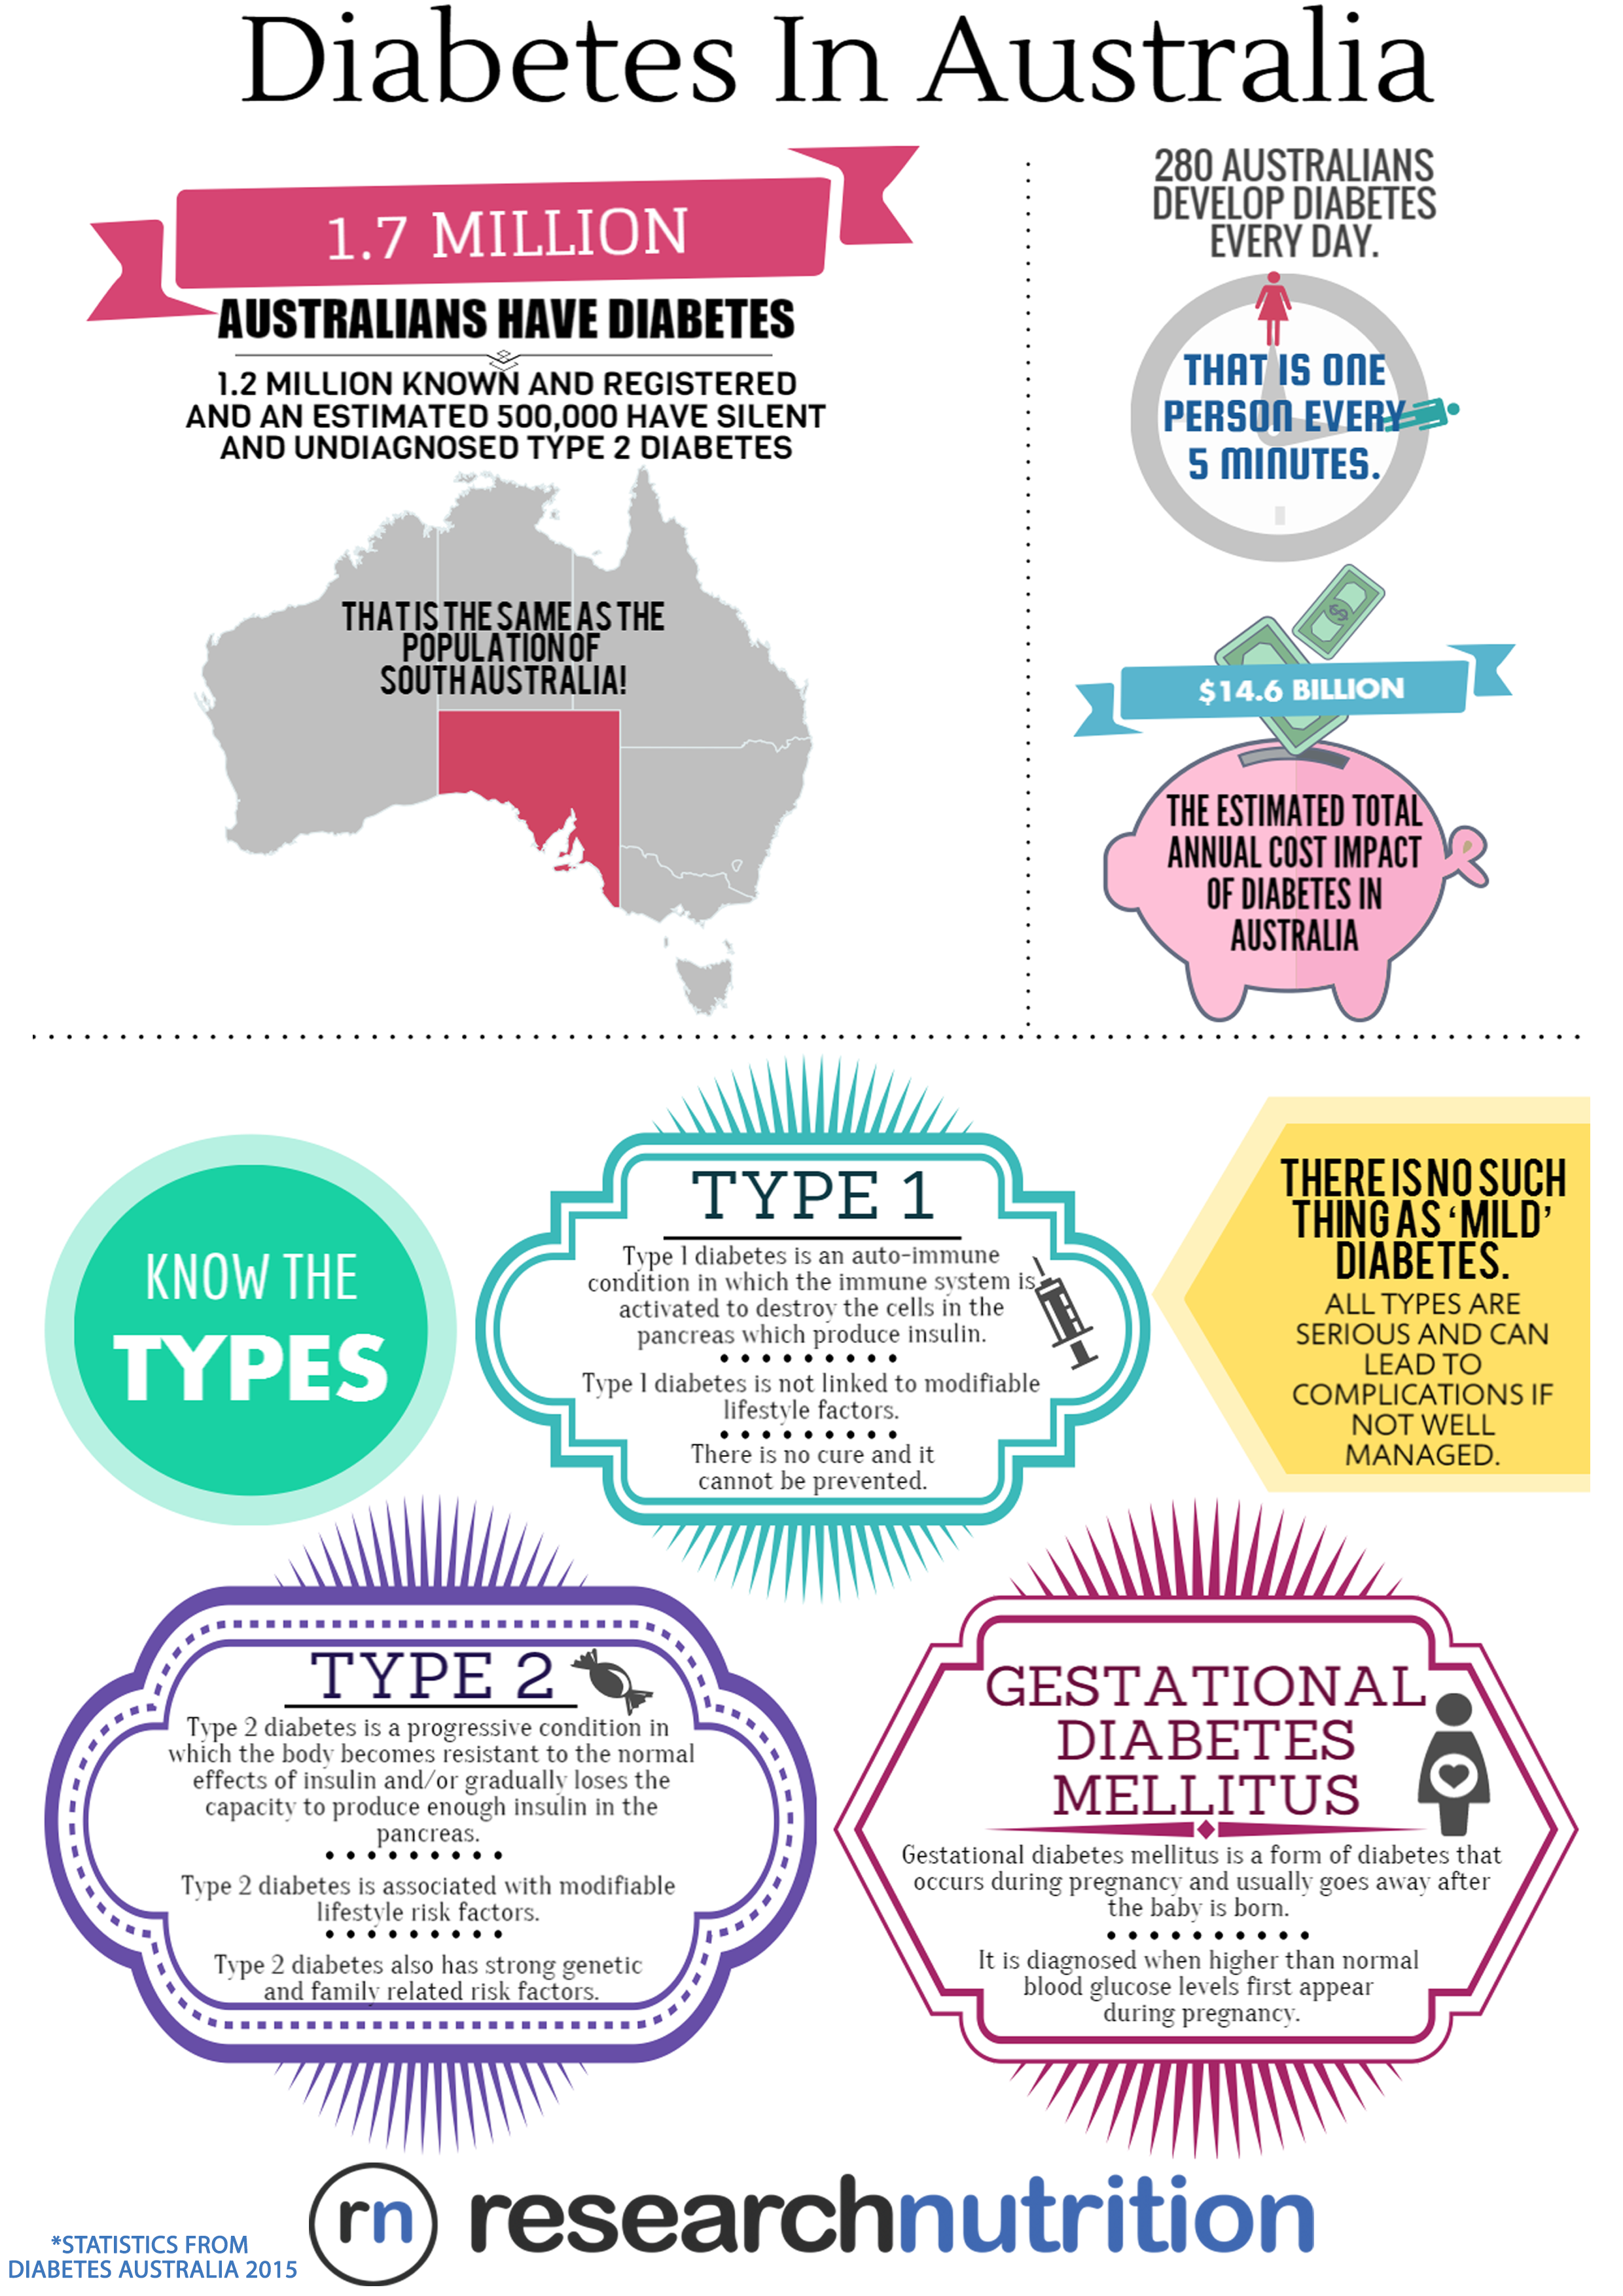 Diabetes In Australia
1.7 MILLION
AUSTRALIANS HAVE DIABETES
1.2 MILLION KNOWN AND REGISTERED
AND AN ESTIMATED 500,000 HAVE SILENT
AND UNDIAGNOSED TYPE 2 DIABETES
THAT IS THE SAME AS THE
POPULATION OF
SOUTH AUSTRALIA!
280 AUSTRALIANS
DEVELOP DIABETES
EVERY DAY.
THAT IS ONE
PERSON EVERY
5 MINUTES.
$14.6 BILLION
THE ESTIMATED TOTAL
ANNUAL COST IMPACT
OF DIABETES IN
AUSTRALIA
KNOW THE
TYPES
TYPE 1
Type 1 diabetes is an auto-immune
condition in which the immune system is
activated to destroy the cells in the
pancreas which produce insulin.
Type 1 diabetes is not linked to modifiable
lifestyle factors.
There is no cure and it
cannot be prevented.
THERE IS NO SUCH
THING AS ‘MILD’
DIABETES.
ALL TYPES ARE
SERIOUS AND CAN
LEAD TO
COMPLICATIONS IF
NOT WELL
MANAGED.
TYPE 2
Type 2 diabetes is a progressive condition in
which the body becomes resistant to the normal
effects of insulin and/or gradually loses the
capacity to produce enough insulin in the
pancreas.
Type 2 diabetes is associated with modifiable
lifestyle risk factors.
Type 2 diabetes also has strong genetic
and family related risk factors.
GESTATIONAL
DIABETES
MELLITUS
Gestational diabetes mellitus is a form of diabetes that
occurs during pregnancy and usually goes away after
the baby is born.
It is diagnosed when higher than normal
blood glucose levels first appear
during pregnancy.
rn researchnutrition
*STATISTICS FROM
DIABETES AUSTRALIA 2015